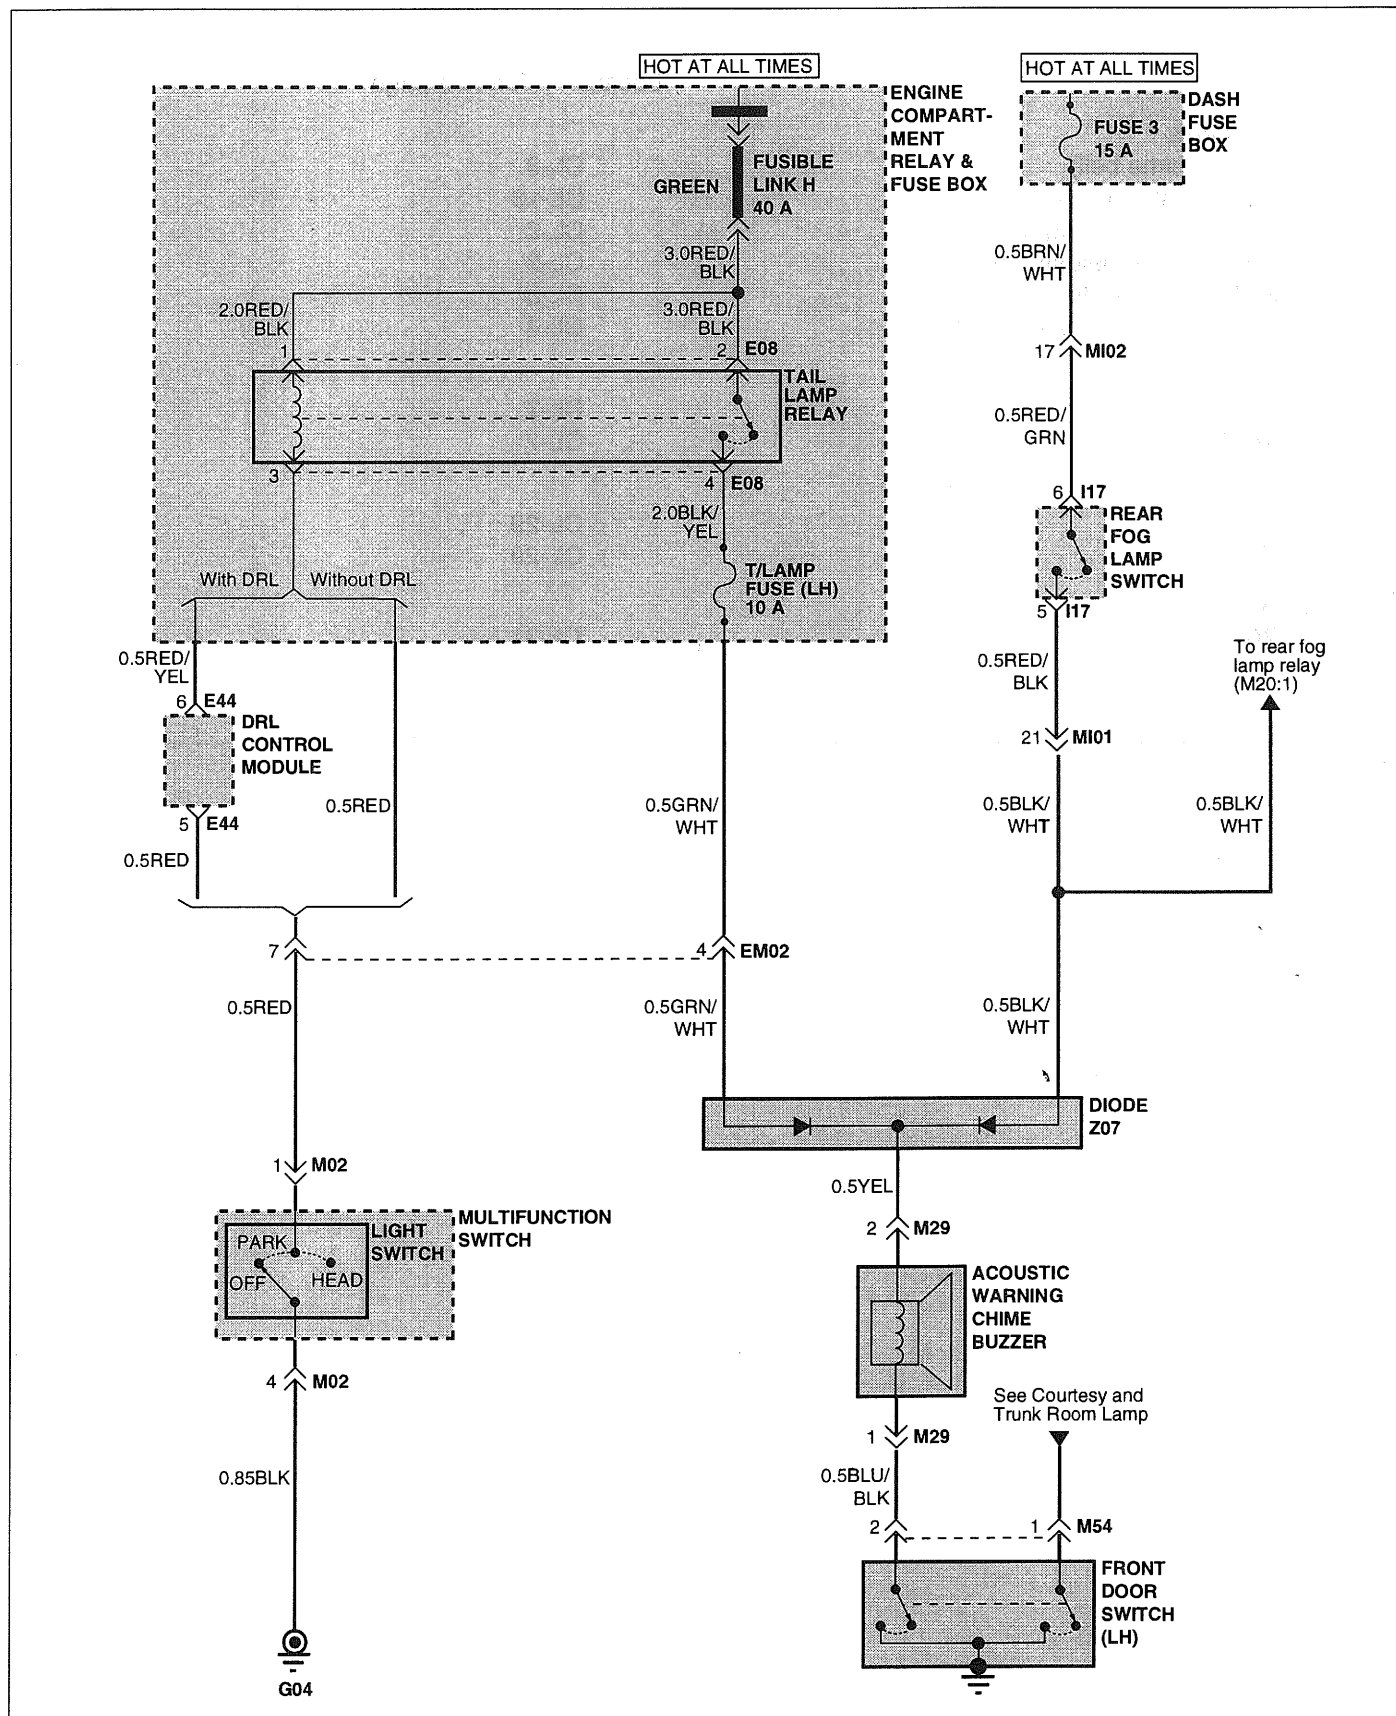 HOT AT ALL TIMES
HOT AT ALL TIMES
ENGINE
COMPART-
MENT
RELAY &
FUSE BOX
DASH
FUSE
BOX
FUSE 3
15 A
GREEN
FUSIBLE
LINK H
40 A
3.0RED/
BLK
0.5BRN/
WHT
2.0RED/
BLK
3.0RED/
BLK
1
2
E08
17
MI02
TAIL
LAMP
RELAY
0.5RED/
GRN
3
4
E08
6
I17
2.0BLK/
YEL
REAR
FOG
LAMP
SWITCH
With DRL
Without DRL
T/LAMP
FUSE (LH)
10 A
5
I17
0.5RED/
YEL
0.5RED/
BLK
To rear fog
lamp relay
(M20:1)
6
E44
DRL
CONTROL
MODULE
21
MI01
0.5RED
0.5GRN/
WHT
0.5BLK/
WHT
0.5BLK/
WHT
5
E44
0.5RED
7
4
EM02
0.5RED
0.5GRN/
WHT
0.5BLK/
WHT
DIODE
Z07
1
M02
0.5YEL
MULTIFUNCTION
SWITCH
LIGHT
SWITCH
PARK
OFF
HEAD
2
M29
ACOUSTIC
WARNING
CHIME
BUZZER
4
M02
See Courtesy and
Trunk Room Lamp
1
M29
0.85BLK
0.5BLU/
BLK
2
1
M54
FRONT
DOOR
SWITCH
(LH)
G04